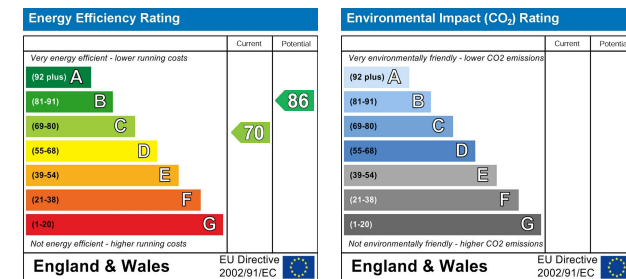 Energy Efficiency Rating
Current Potential
Very energy efficient - lower running costs
(92 plus) A
(81-91) B
86
(69-80) C
70
(55-68) D
(39-54) E
(21-38) F
(1-20) G
Not energy efficient - higher running costs
England & Wales
EU Directive
2002/91/EC
Environmental Impact (CO₂) Rating
Current Potential
Very environmentally friendly - lower CO2 emissions
(92 plus) A
(81-91) B
(69-80) C
(55-68) D
(39-54) E
(21-38) F
(1-20) G
Not environmentally friendly - higher CO2 emissions
England & Wales
EU Directive
2002/91/EC